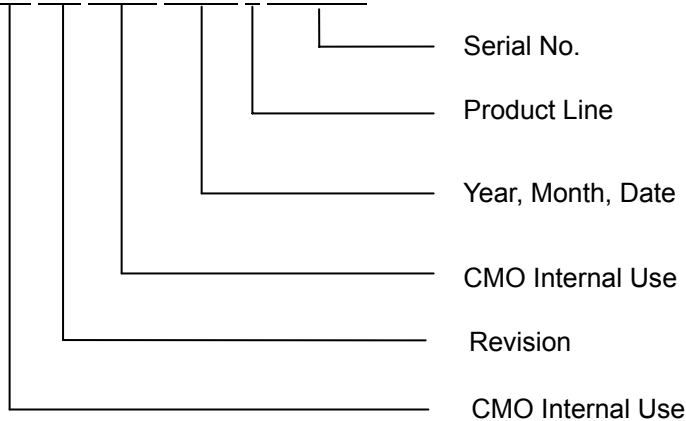 Serial No.
Product Line
Year, Month, Date
CMO Internal Use
Revision
CMO Internal Use